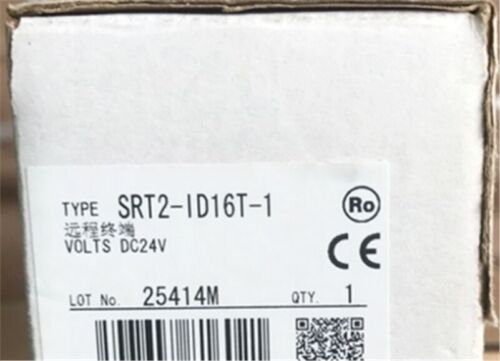 TYPE SRT2-ID16T-1 Ro
远程终端
VOLTS DC24V CE
LOT No. 25414M QTY. 1